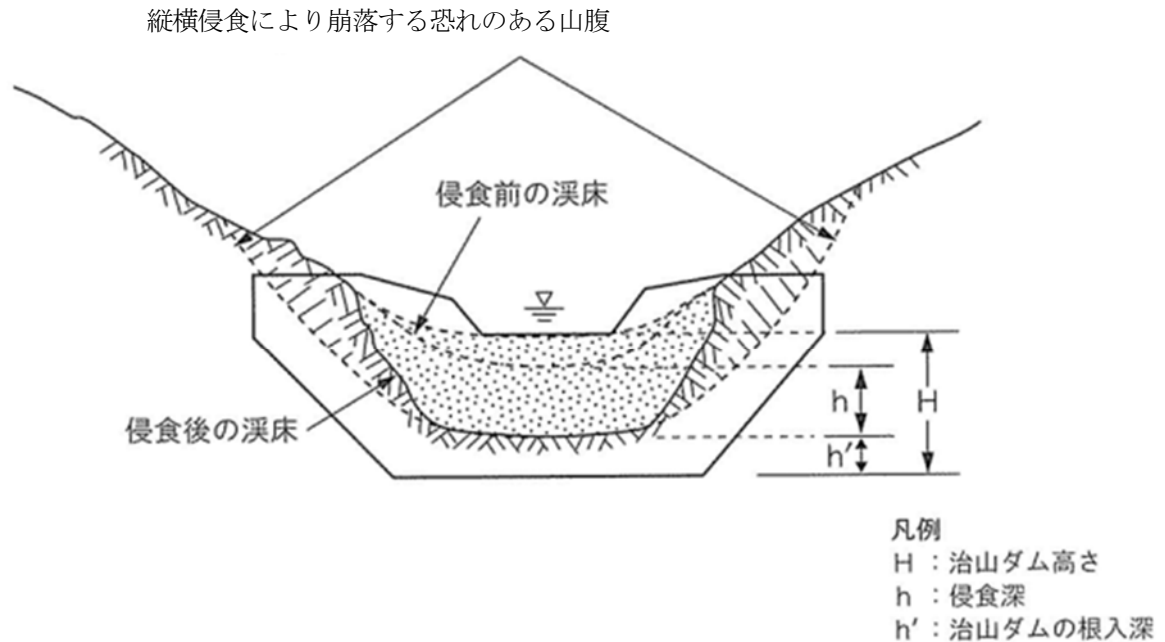 縦横侵食により崩落する恐れのある山腹
侵食前の渓床
侵食後の渓床
h
H
h′
凡例
H ：治山ダム高さ
h ：侵食深
h′ ：治山ダムの根入深